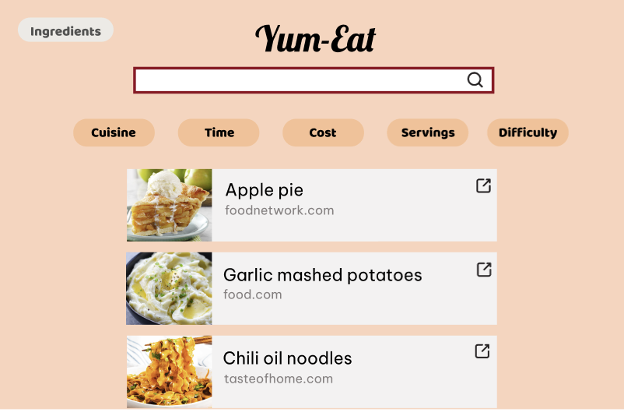 Ingredients
Yum-Eat
Cuisine
Time
Cost
Servings
Difficulty
Apple pie
foodnetwork.com
Garlic mashed potatoes
food.com
Chili oil noodles
tasteofhome.com